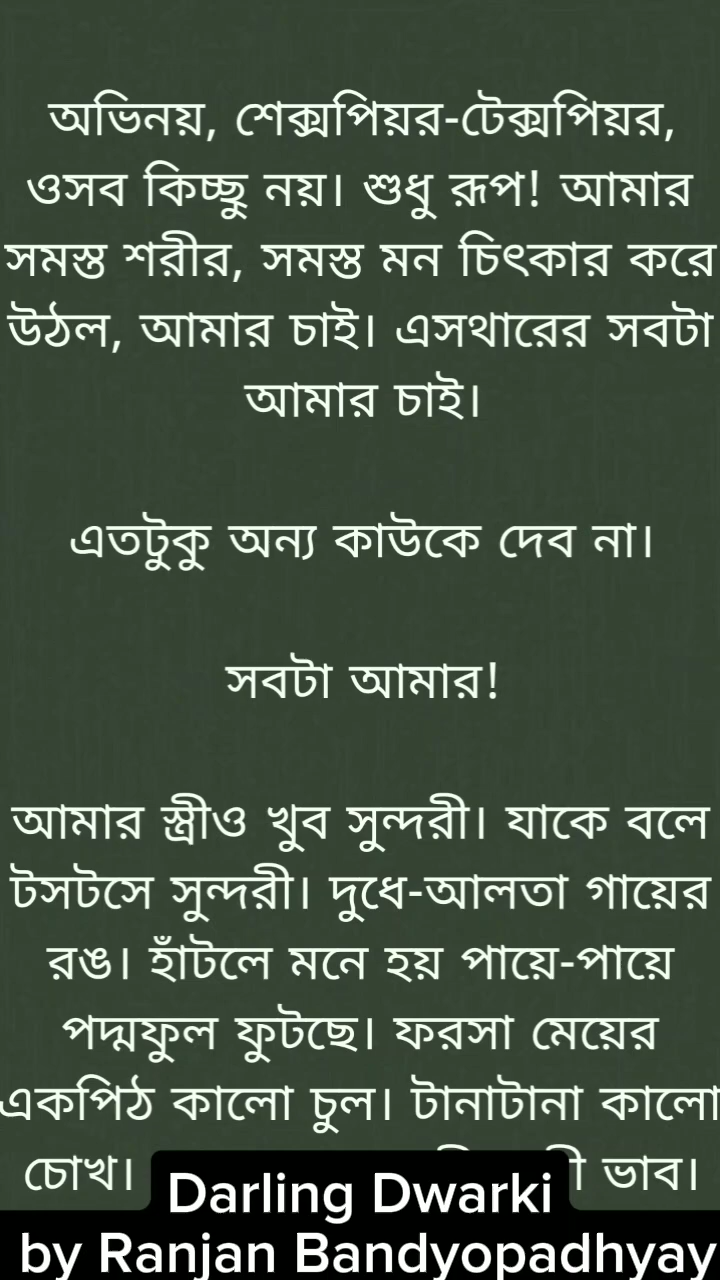 অভিনয়, শেক্সপিয়র-টেক্সপিয়র,
ওসব কিচ্ছু নয়। শুধু রূপ! আমার
সমস্ত শরীর, সমস্ত মন চিৎকার করে
উঠল, আমার চাই। এসথারের সবটা
আমার চাই।
এতটুকু অন্য কাউকে দেব না।
সবটা আমার!
আমার স্ত্রীও খুব সুন্দরী। যাকে বলে
টসটসে সুন্দরী। দুধে-আলতা গায়ের
রঙ। হাঁটলে মনে হয় পায়ে-পায়ে
পদ্মফুল ফুটছে। ফরসা মেয়ের
একপিঠ কালো চুল। টানাটানা কালো
চোখ। ভাব।
Darling Dwarki
by Ranjan Bandyopadhyay